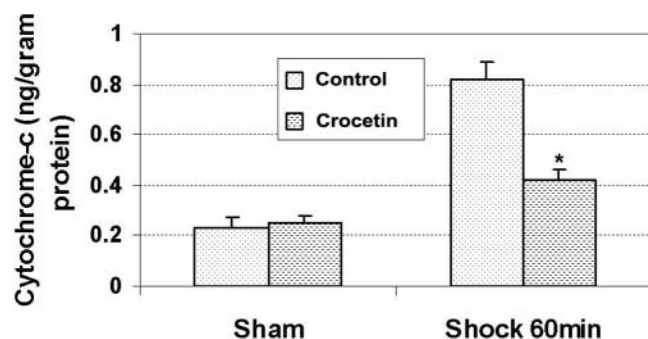 Cytochrome-c (ng/gram
protein)
1
0.8
0.6
0.4
0.2
0
Control
Crocetin
*
Sham
Shock 60min